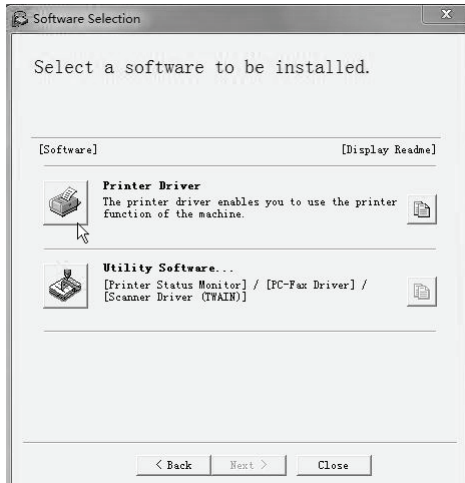 Software Selection
X
Select a software to be installed.
[Software] [Display Readme]
Printer Driver
The printer driver enables you to use the printer
function of the machine.
Utility Software...
[Printer Status Monitor] / [PC-Fax Driver] /
[Scanner Driver (TWAIN)]
< Back Next > Close